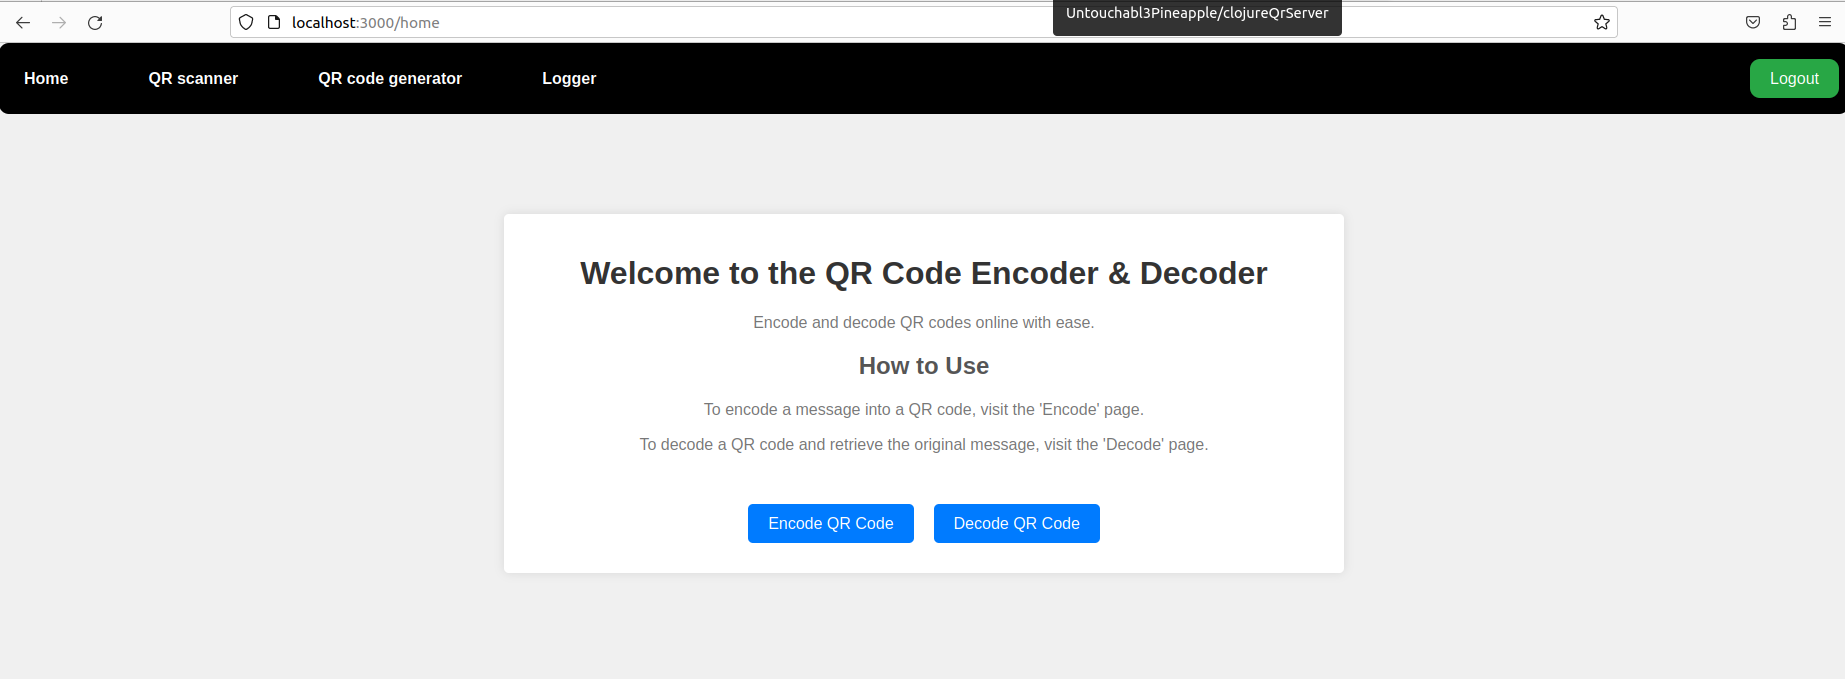 localhost:3000/home
Untouchabl3Pineapple/clojureQrServer
Home QR scanner QR code generator Logger Logout
Welcome to the QR Code Encoder & Decoder
Encode and decode QR codes online with ease.
How to Use
To encode a message into a QR code, visit the 'Encode' page.
To decode a QR code and retrieve the original message, visit the 'Decode' page.
Encode QR Code Decode QR Code